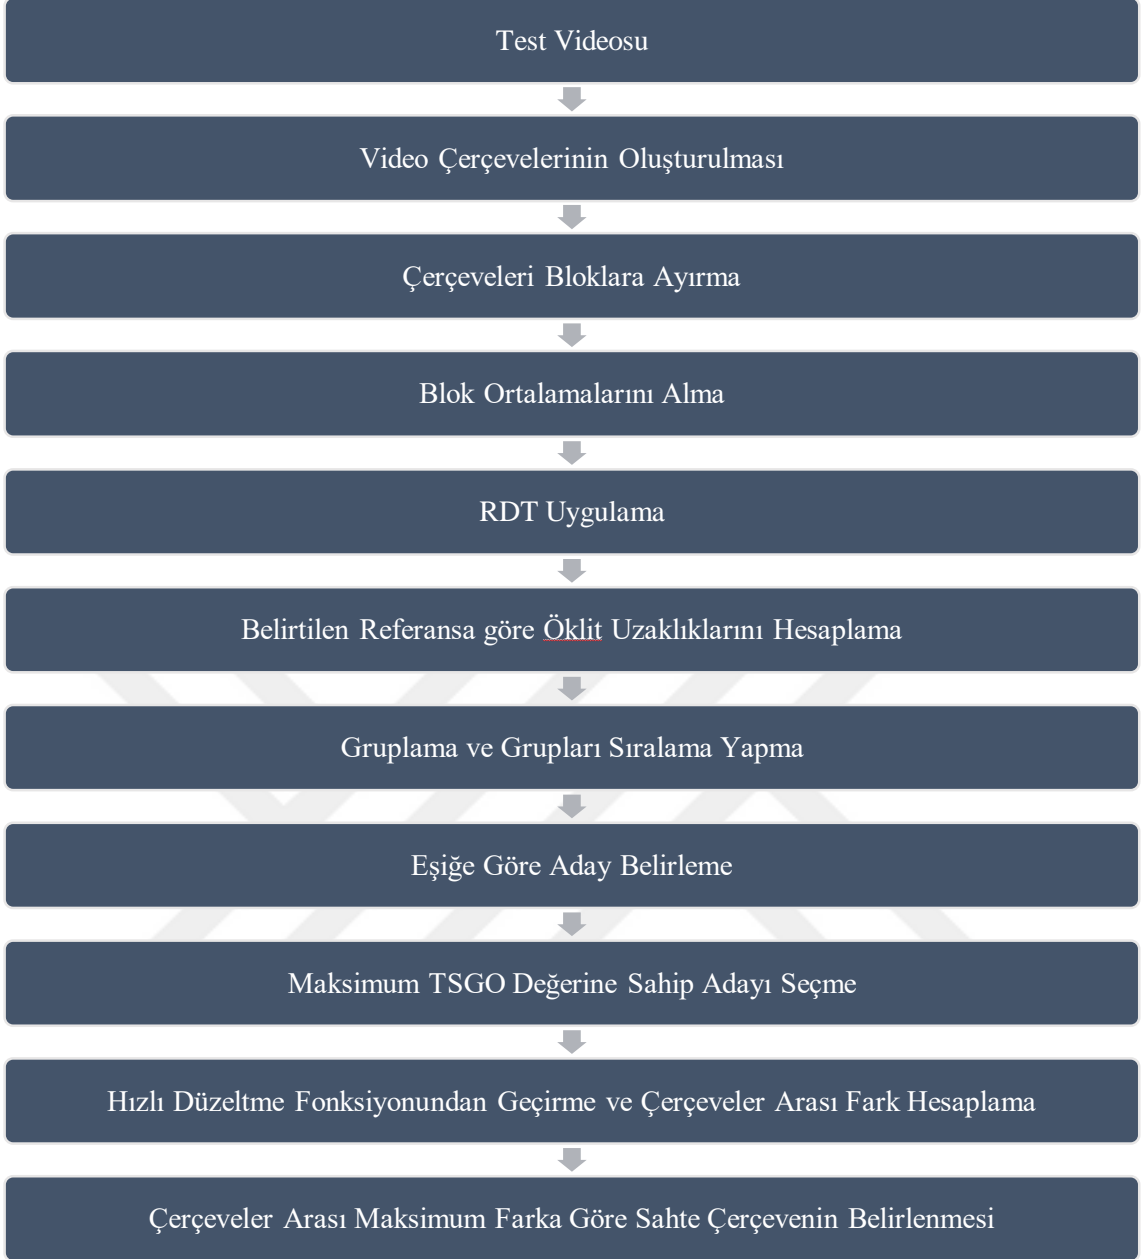 Test Videosu
Video Çerçevelerinin Oluşturulması
Çerçeveleri Bloklara Ayırma
Blok Ortalamalarını Alma
RDT Uygulama
Belirtilen Referansa göre Öklit Uzaklıklarını Hesaplama
Gruplama ve Grupları Sıralama Yapma
Eşiğe Göre Aday Belirleme
Maksimum TSGO Değerine Sahip Adayı Seçme
Hızlı Düzeltme Fonksiyonundan Geçirme ve Çerçeveler Arası Fark Hesaplama
Çerçeveler Arası Maksimum Farka Göre Sahte Çerçevenin Belirlenmesi